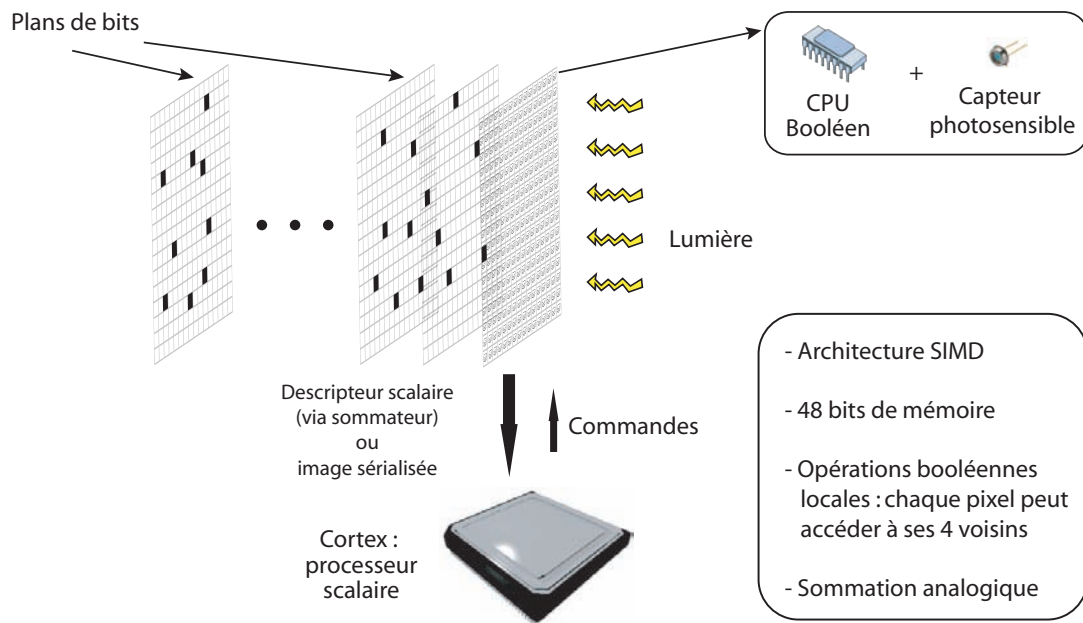 Plans de bits
CPU
Booléen
+
Capteur
photosensible
Lumière
Descripteur scalaire
(via sommateur)
ou
image sérialisée
Commandes
Cortex :
processeur
scalaire
- Architecture SIMD
- 48 bits de mémoire
- Opérations booléennes
locales : chaque pixel peut
accéder à ses 4 voisins
- Sommation analogique